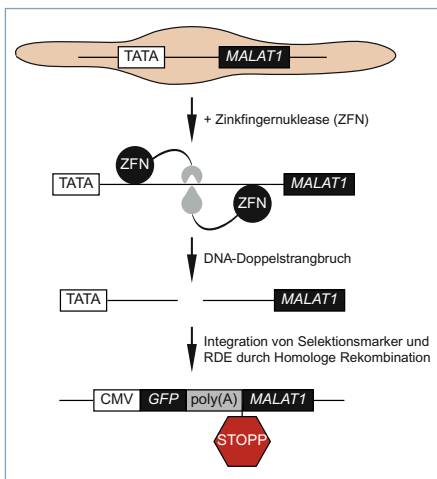 TATA MALAT1
+ Zinkfingernuklease (ZFN)
ZFN
TATA MALAT1
ZFN
DNA-Doppelstrangbruch
TATA MALAT1
Integration von Selektionsmarker und
RDE durch Homologe Rekombination
CMV GFP poly(A) MALAT1
STOPP